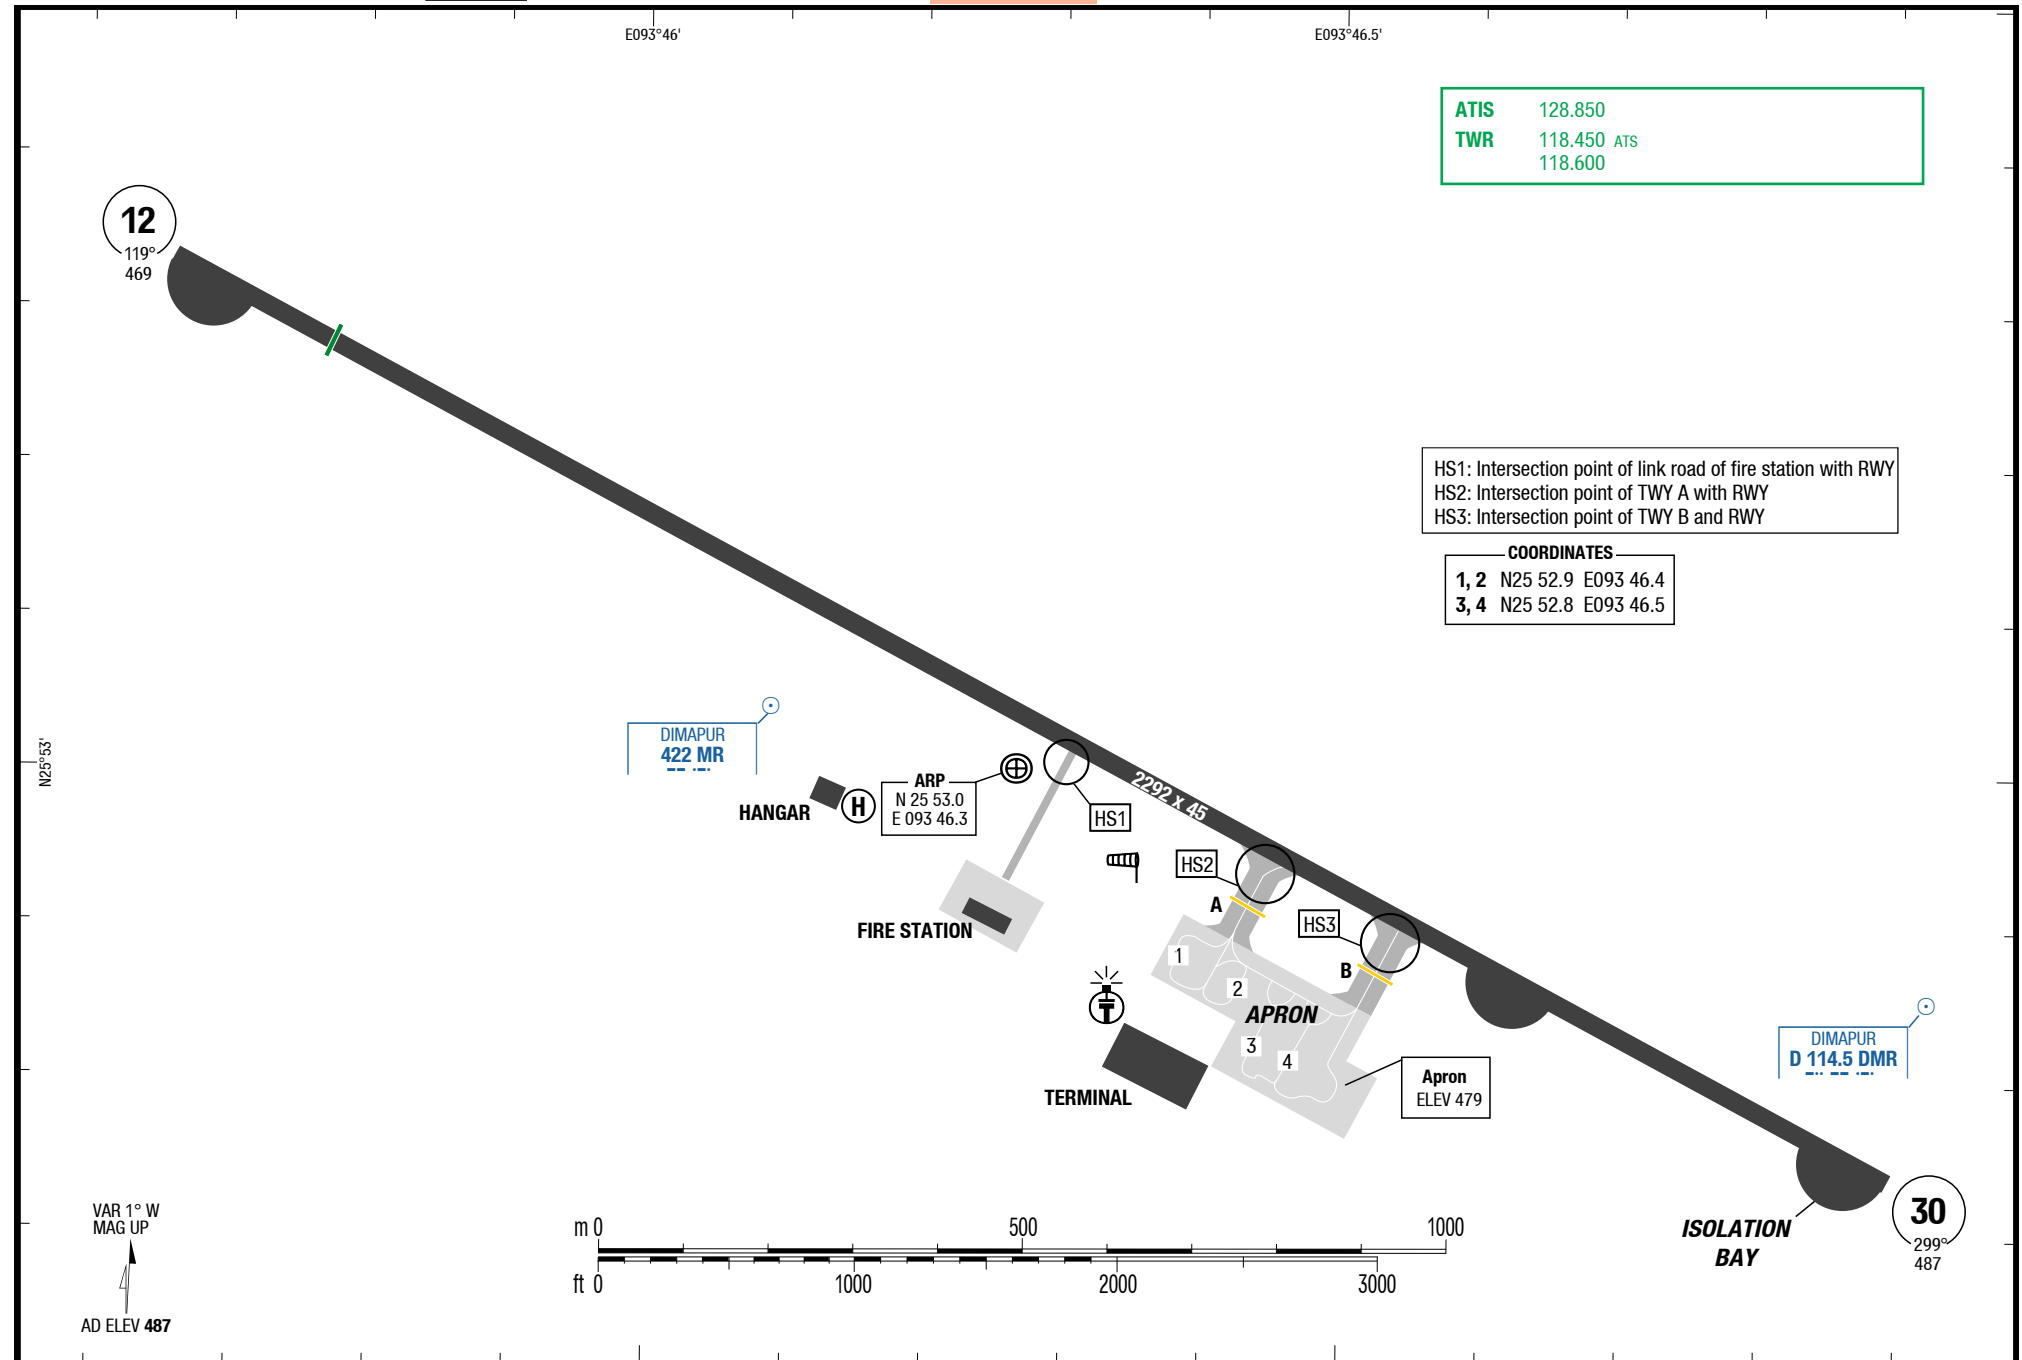 E093°46'
E093°46.5'
ATIS 128.850
TWR 118.450 ATS
118.600
12
119°
469
HS1: Intersection point of link road of fire station with RWY
HS2: Intersection point of TWY A with RWY
HS3: Intersection point of TWY B and RWY
COORDINATES
1, 2 N25 52.9 E093 46.4
3, 4 N25 52.8 E093 46.5
DIMAPUR
422 MR
N25°53'
HANGAR
H
ARP
N 25 53.0
E 093 46.3
HS1
2292 x 45
HS2
A
HS3
B
FIRE STATION
1
2
APRON
3
4
TERMINAL
Apron
ELEV 479
DIMAPUR
D 114.5 DMR
ISOLATION
BAY
30
299°
487
VAR 1° W
MAG UP
AD ELEV 487
m 0 500 1000
ft 0 1000 2000 3000